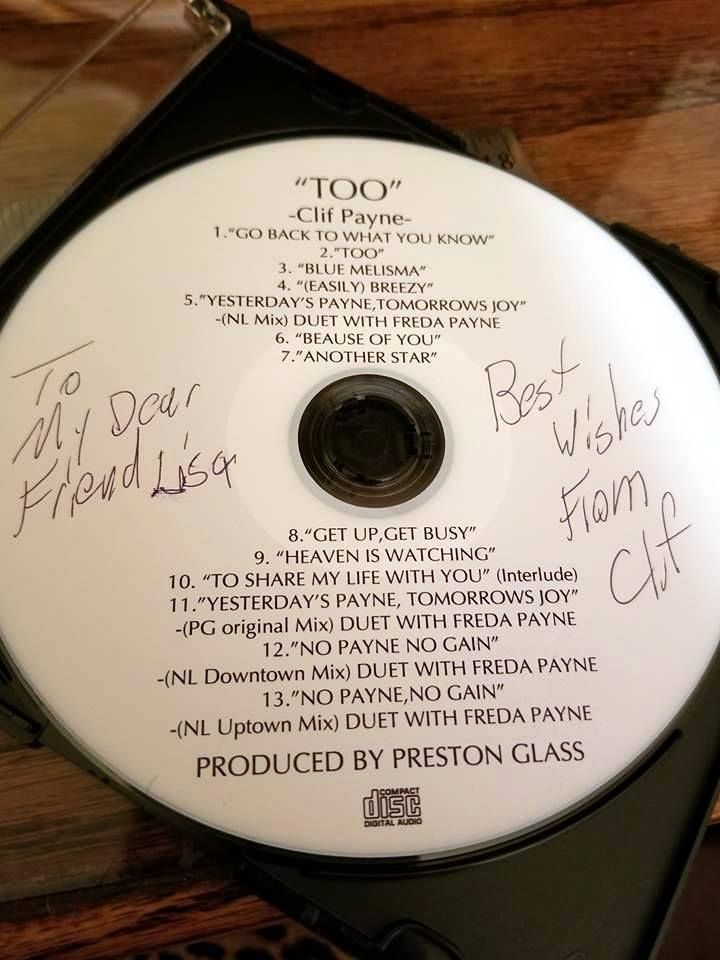 "TOO"
-Clif Payne-
1."GO BACK TO WHAT YOU KNOW"
2."TOO"
3. "BLUE MELISMA"
4. "(EASILY) BREEZY"
5."YESTERDAY'S PAYNE,TOMORROWS JOY"
-(NL Mix) DUET WITH FREDA PAYNE
6. "BEAUSE OF YOU"
7."ANOTHER STAR"
To
My Dear
Friend Lisa
Best
Wishes
From
Clif
8."GET UP,GET BUSY"
9. "HEAVEN IS WATCHING"
10. "TO SHARE MY LIFE WITH YOU" (Interlude)
11."YESTERDAY'S PAYNE, TOMORROWS JOY"
-(PG original Mix) DUET WITH FREDA PAYNE
12."NO PAYNE NO GAIN"
-(NL Downtown Mix) DUET WITH FREDA PAYNE
13."NO PAYNE,NO GAIN"
-(NL Uptown Mix) DUET WITH FREDA PAYNE
PRODUCED BY PRESTON GLASS
COMPACT
disc
DIGITAL AUDIO
8